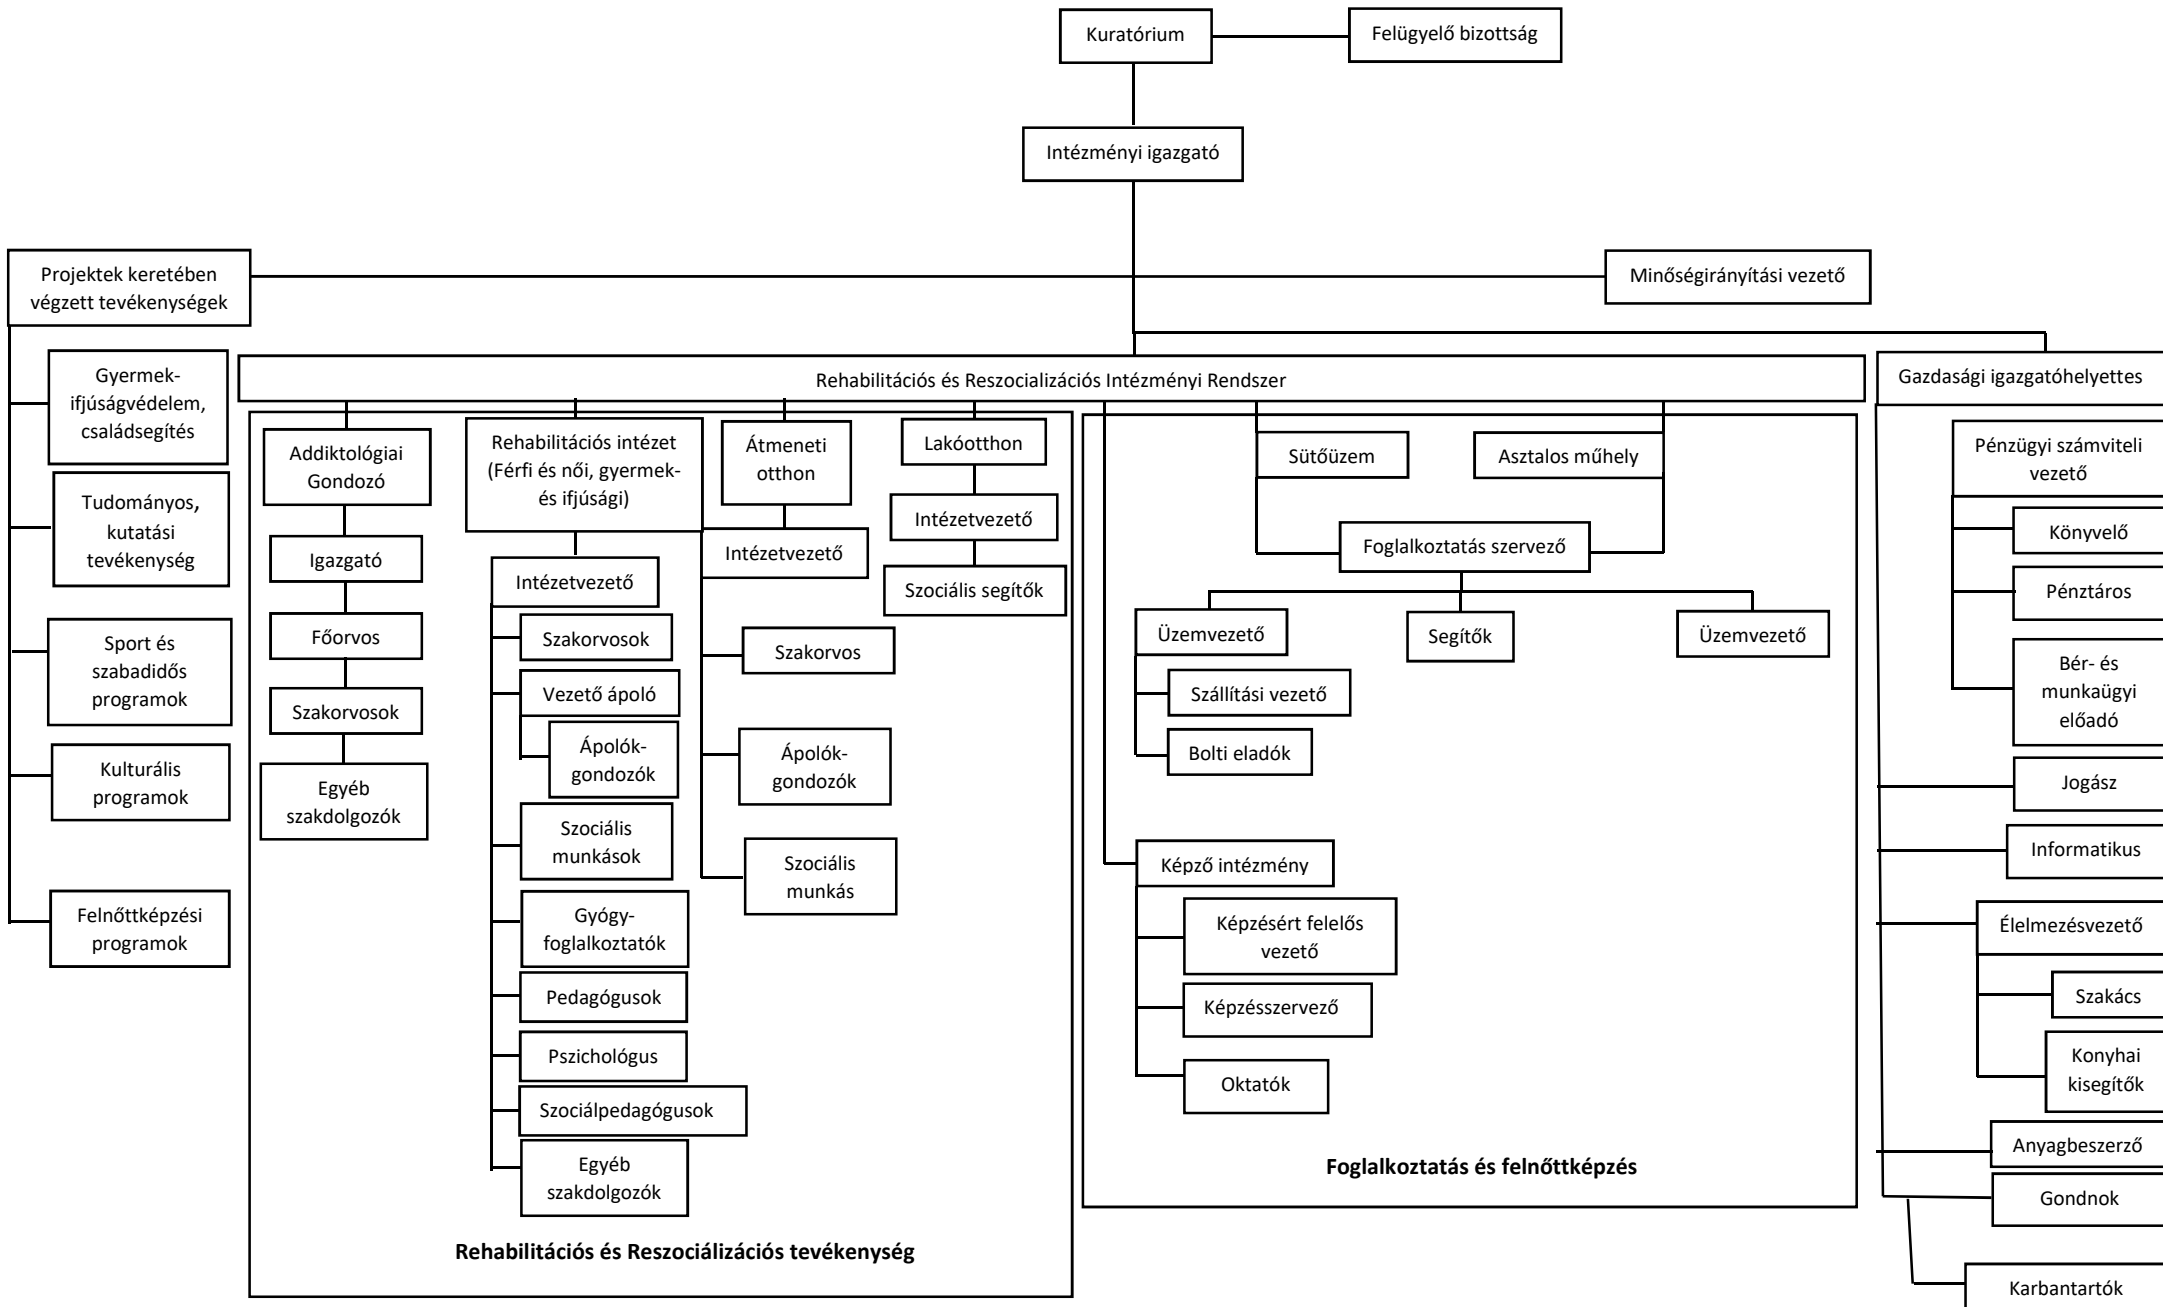 Kuratórium
Felügyelő bizottság
Intézményi igazgató
Projektek keretében
végzett tevékenységek
Minőségirányítási vezető
Gyermek-
ifjúságvédelem,
családsegítés
Tudományos,
kutatási
tevékenység
Sport és
szabadidős
programok
Kulturális
programok
Felnőttképzési
programok
Rehabilitációs és Reszocializációs Intézményi Rendszer
Addiktológiai
Gondozó
Igazgató
Főorvos
Szakorvosok
Egyéb
szakdolgozók
Rehabilitációs intézet
(Férfi és női, gyermek-
és ifjúsági)
Intézetvezető
Szakorvosok
Vezető ápoló
Ápolók-
gondozók
Szociális
munkások
Gyógy-
foglalkoztatók
Pedagógusok
Pszichológus
Szociálpedagógusok
Egyéb
szakdolgozók
Átmeneti
otthon
Intézetvezető
Szakorvos
Ápolók-
gondozók
Szociális
munkás
Lakóotthon
Intézetvezető
Szociális segítők
Rehabilitációs és Reszociálizációs tevékenység
Sütőüzem
Asztalos műhely
Foglalkoztatás szervező
Üzemvezető
Segítők
Üzemvezető
Szállítási vezető
Bolti eladók
Képző intézmény
Képzésért felelős
vezető
Képzésszervező
Oktatók
Foglalkoztatás és felnőttképzés
Gazdasági igazgatóhelyettes
Pénzügyi számviteli
vezető
Könyvelő
Pénztáros
Bér- és
munkaügyi
előadó
Jogász
Informatikus
Élelmezésvezető
Szakács
Konyhai
kisegítők
Anyagbeszerző
Gondnok
Karbantartók